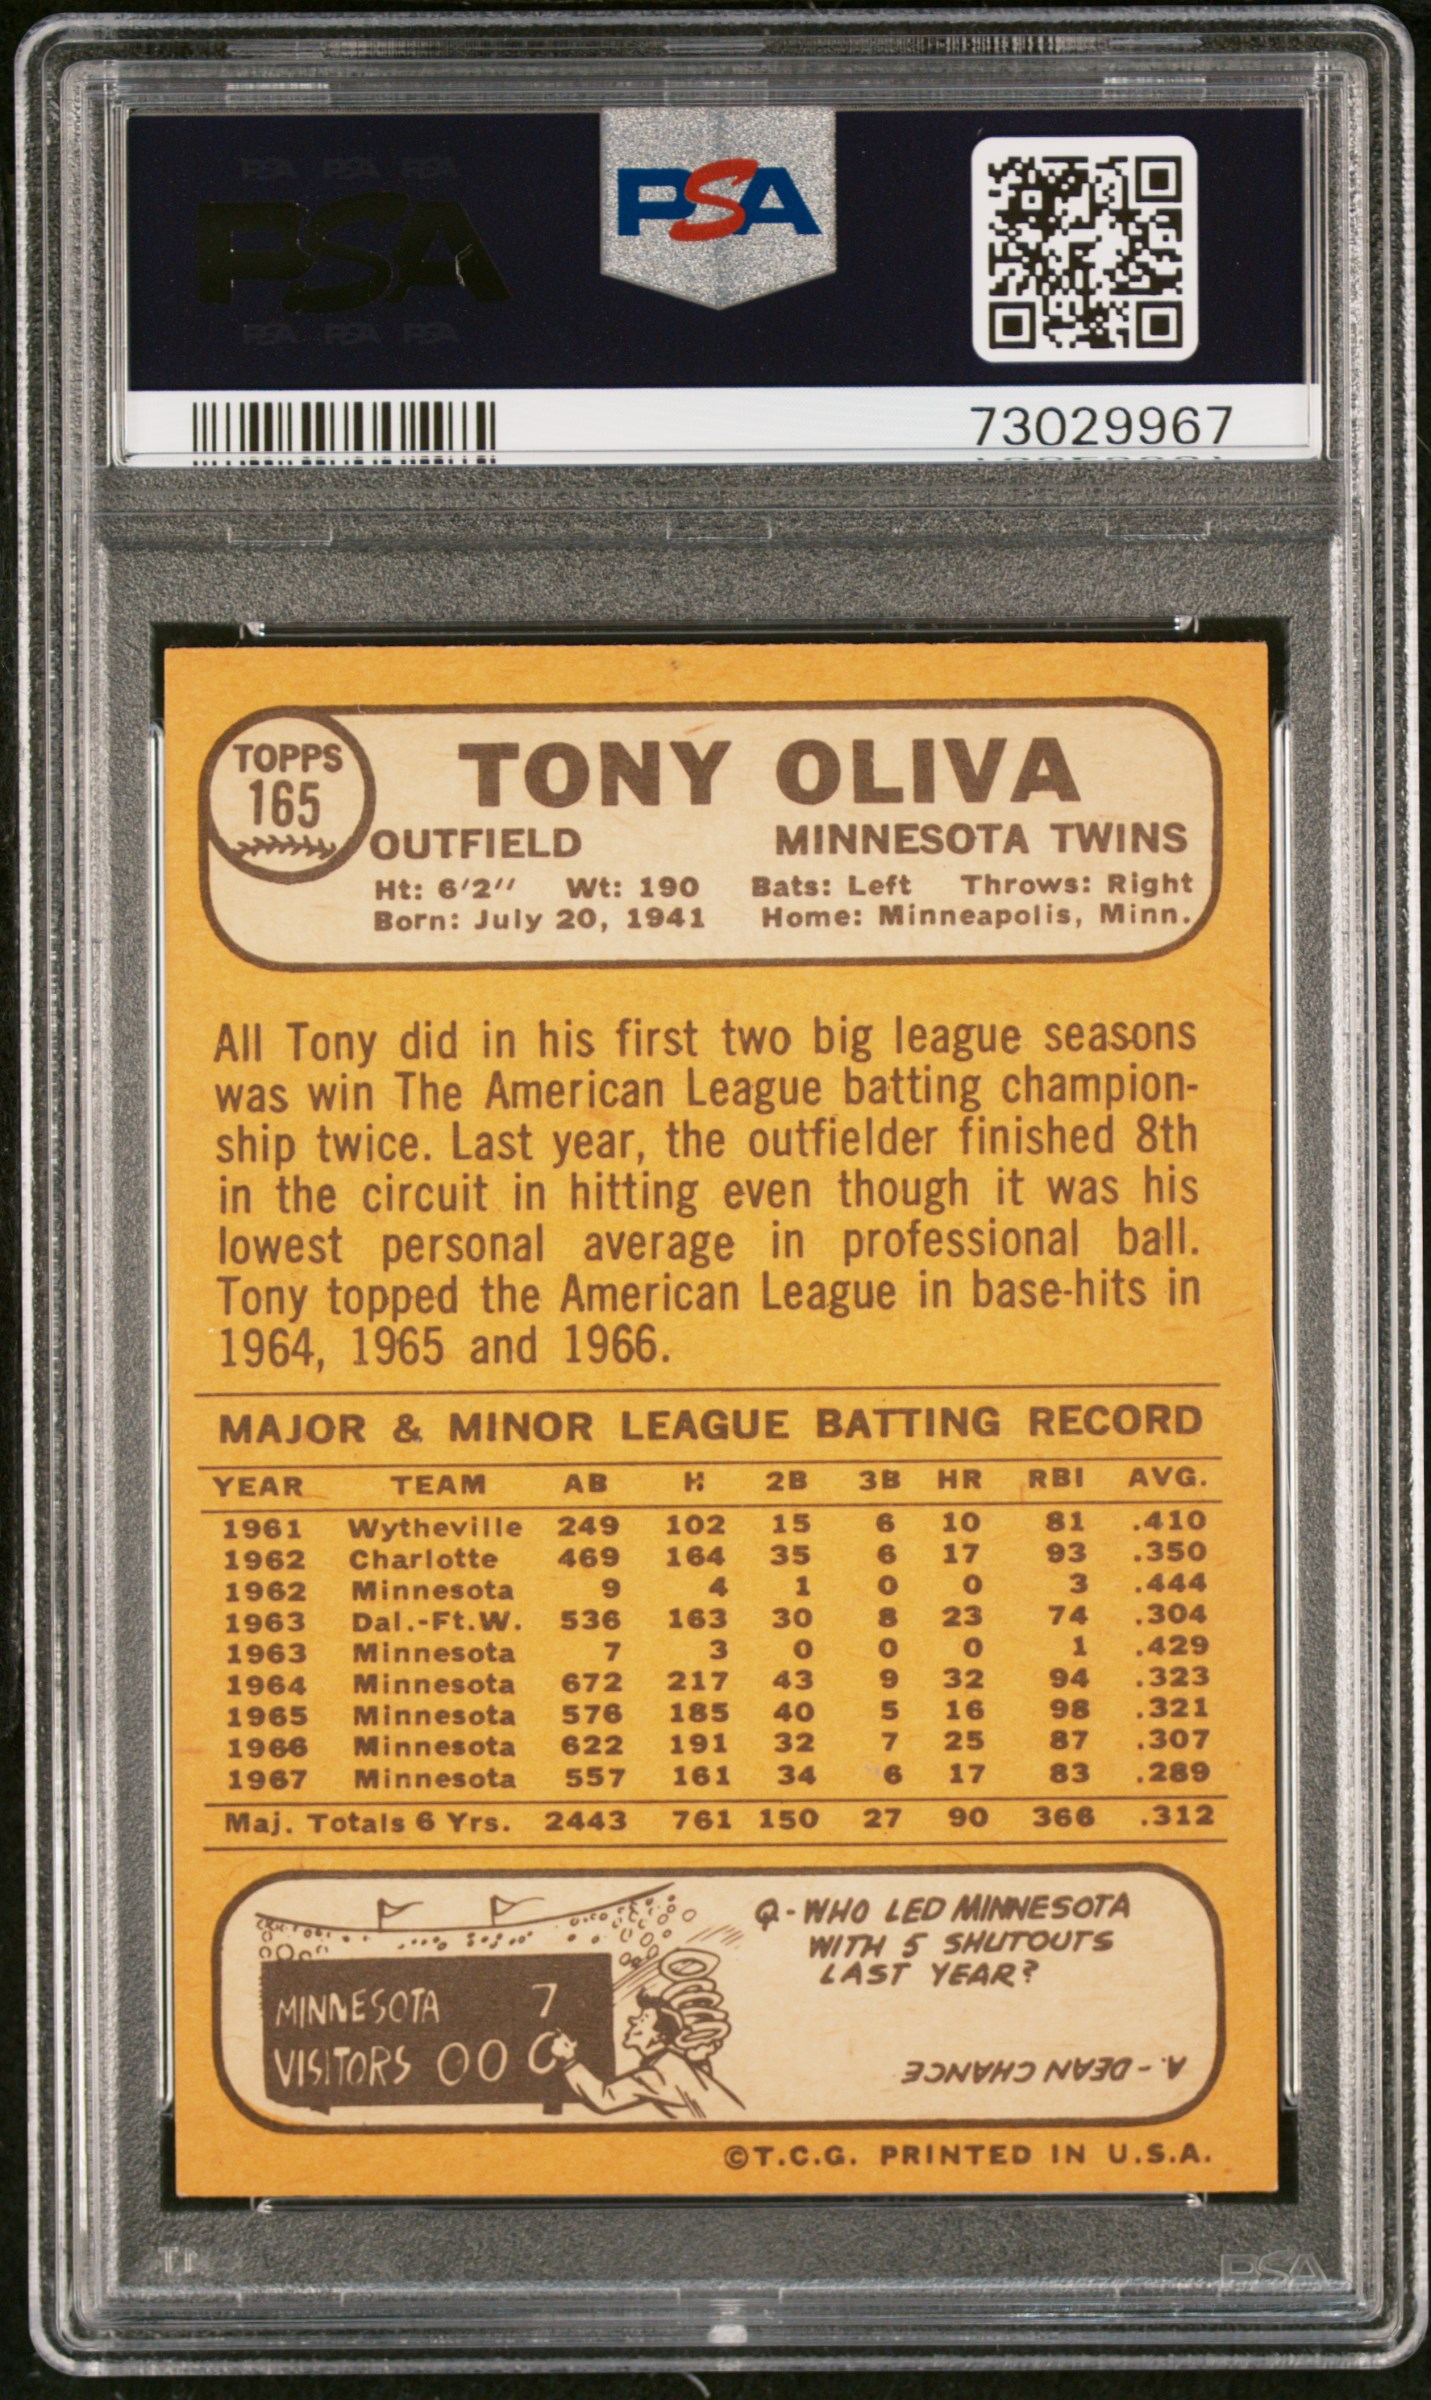 PSA PSA PSA
PSA
PSA PSA PSA
PSA
73029967
TOPPS
165
TONY OLIVA
OUTFIELD MINNESOTA TWINS
Ht: 6'2'' Wt: 190 Bats: Left Throws: Right
Born: July 20, 1941 Home: Minneapolis, Minn.
All Tony did in his first two big league seasons
was win The American League batting champion-
ship twice. Last year, the outfielder finished 8th
in the circuit in hitting even though it was his
lowest personal average in professional ball.
Tony topped the American League in base-hits in
1964, 1965 and 1966.
MAJOR & MINOR LEAGUE BATTING RECORD
YEAR TEAM AB H 2B 3B HR RBI AVG.
1961 Wytheville 249 102 15 6 10 81 .410
1962 Charlotte 469 164 35 6 17 93 .350
1962 Minnesota 9 4 1 0 0 3 .444
1963 Dal.-Ft.W. 536 163 30 8 23 74 .304
1963 Minnesota 7 3 0 0 0 1 .429
1964 Minnesota 672 217 43 9 32 94 .323
1965 Minnesota 576 185 40 5 16 98 .321
1966 Minnesota 622 191 32 7 25 87 .307
1967 Minnesota 557 161 34 6 17 83 .289
Maj. Totals 6 Yrs. 2443 761 150 27 90 366 .312
MINNESOTA 7
VISITORS 00 0
Q-WHO LED MINNESOTA
WITH 5 SHUTOUTS
LAST YEAR?
A.-DEAN CHANCE
©T.C.G. PRINTED IN U.S.A.
PSA